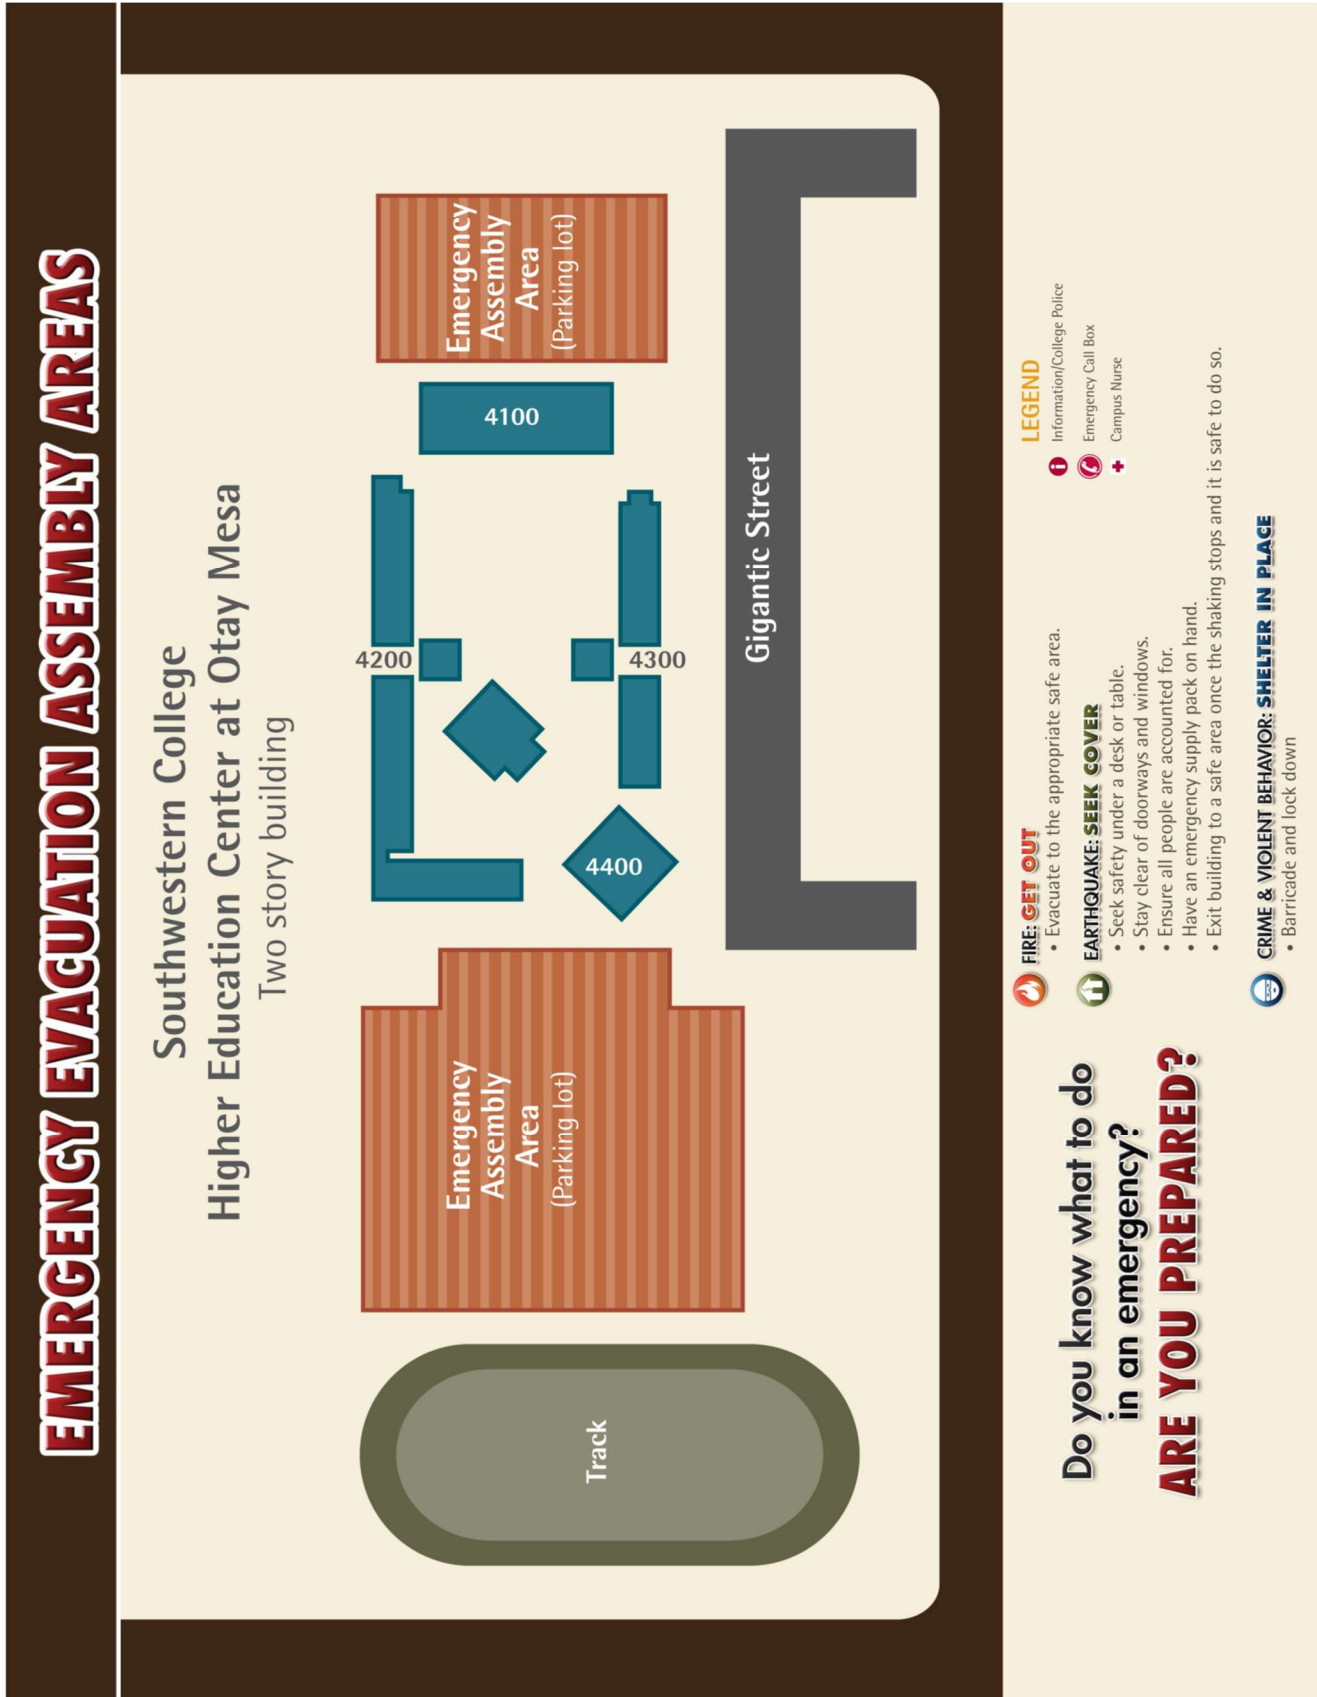 EMERGENCY EVACUATION ASSEMBLY AREAS
Southwestern College
Higher Education Center at Otay Mesa
Two story building
Track
Emergency
Assembly
Area
(Parking lot)
4200
4400
4300
4100
Emergency
Assembly
Area
(Parking lot)
Gigantic Street
Do you know what to do
in an emergency?
ARE YOU PREPARED?
FIRE: GET OUT
• Evacuate to the appropriate safe area.
EARTHQUAKE: SEEK COVER
• Seek safety under a desk or table.
• Stay clear of doorways and windows.
• Ensure all people are accounted for.
• Have an emergency supply pack on hand.
• Exit building to a safe area once the shaking stops and it is safe to do so.
CRIME & VIOLENT BEHAVIOR: SHELTER IN PLACE
• Barricade and lock down
LEGEND
i Information/College Police
Emergency Call Box
Campus Nurse